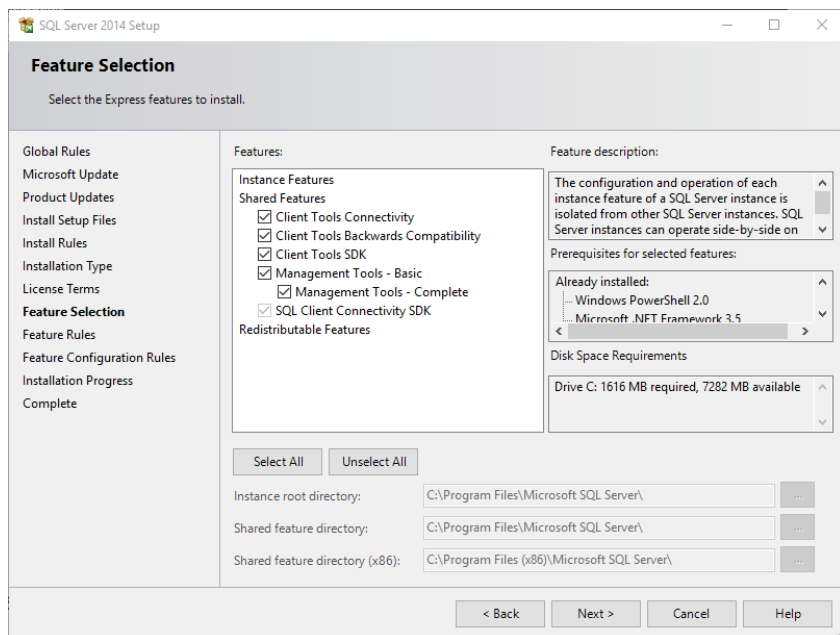 SQL Server 2014 Setup
Feature Selection
Select the Express features to install.
Global Rules
Microsoft Update
Product Updates
Install Setup Files
Install Rules
Installation Type
License Terms
Feature Selection
Feature Rules
Feature Configuration Rules
Installation Progress
Complete
Features:
Instance Features
Shared Features
Client Tools Connectivity
Client Tools Backwards Compatibility
Client Tools SDK
Management Tools - Basic
Management Tools - Complete
SQL Client Connectivity SDK
Redistributable Features
Feature description:
The configuration and operation of each
instance feature of a SQL Server instance is
isolated from other SQL Server instances. SQL
Server instances can operate side-by-side on
Prerequisites for selected features:
Already installed:
Windows PowerShell 2.0
Microsoft .NET Framework 3.5
Disk Space Requirements
Drive C: 1616 MB required, 7282 MB available
Select All
Unselect All
Instance root directory:
C:\Program Files\Microsoft SQL Server\
...
Shared feature directory:
C:\Program Files\Microsoft SQL Server\
...
Shared feature directory (x86):
C:\Program Files (x86)\Microsoft SQL Server\
...
< Back
Next >
Cancel
Help